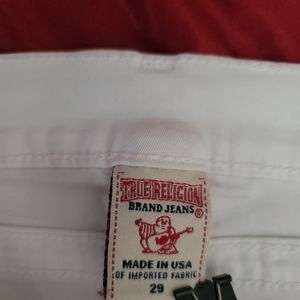 TRUE RELIGION
BRAND JEANS®
MADE IN USA
OF IMPORTED FABRIC
29